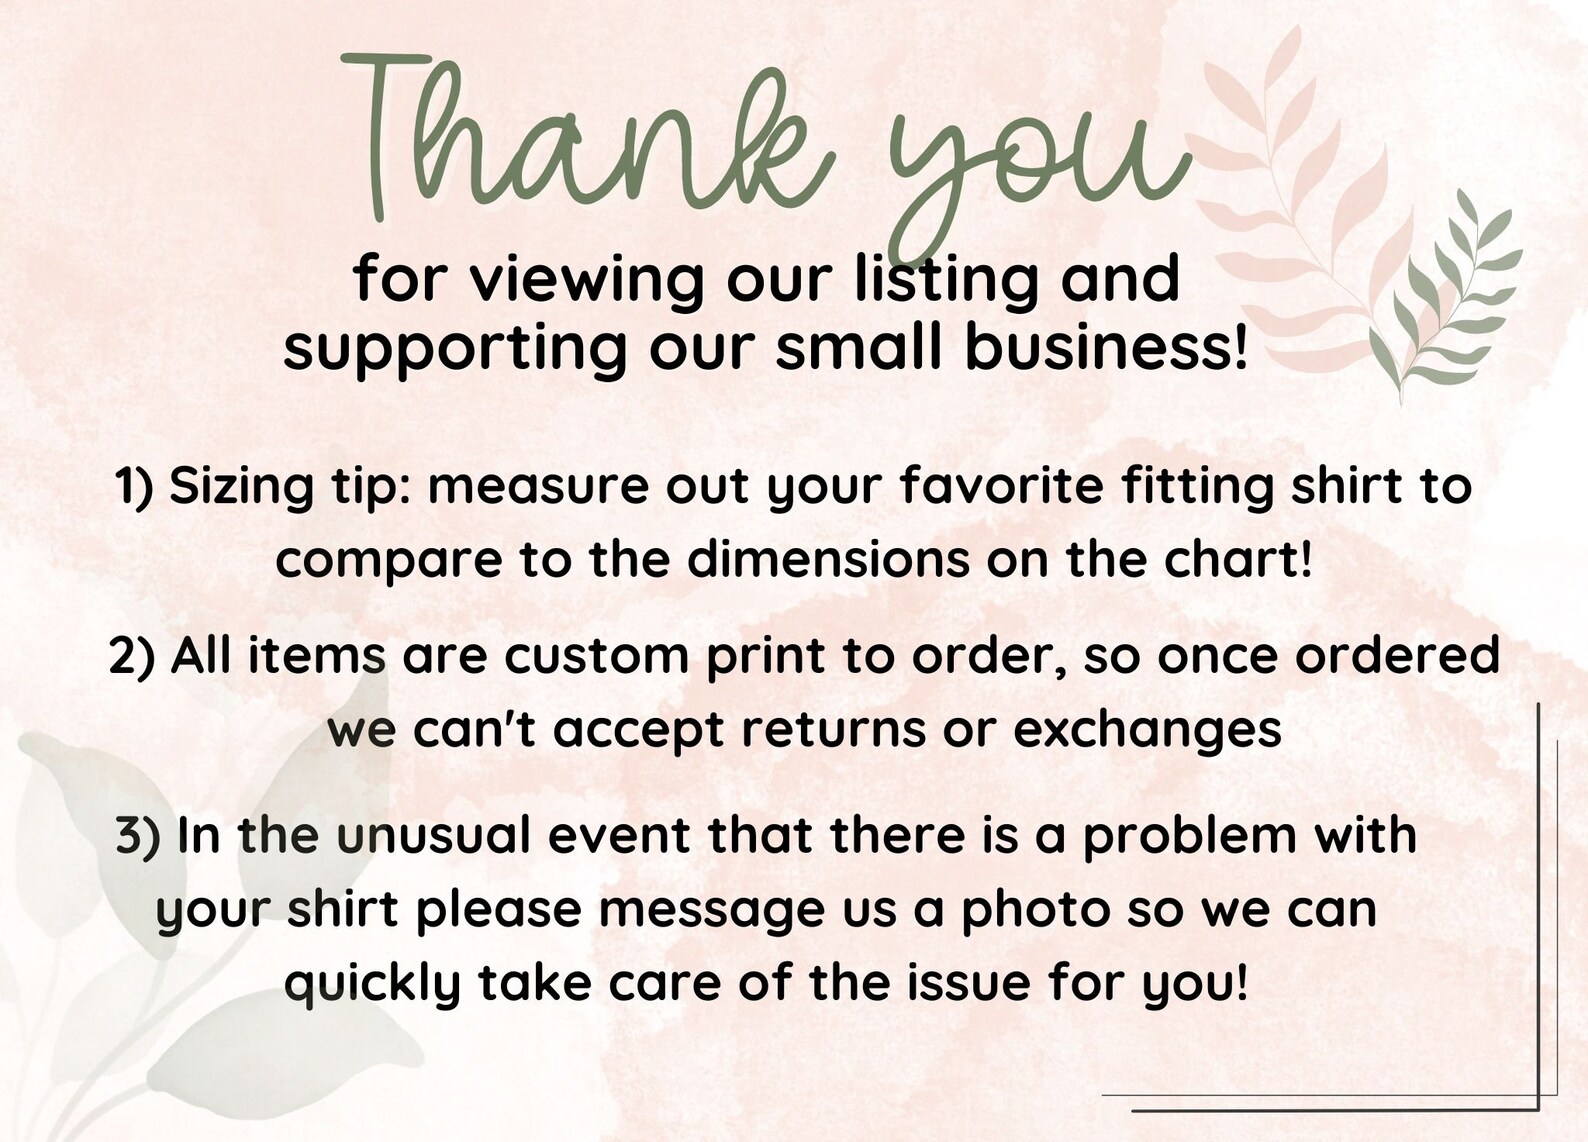 Thank you
for viewing our listing and
supporting our small business!
1) Sizing tip: measure out your favorite fitting shirt to
compare to the dimensions on the chart!
2) All items are custom print to order, so once ordered
we can't accept returns or exchanges
3) In the unusual event that there is a problem with
your shirt please message us a photo so we can
quickly take care of the issue for you!